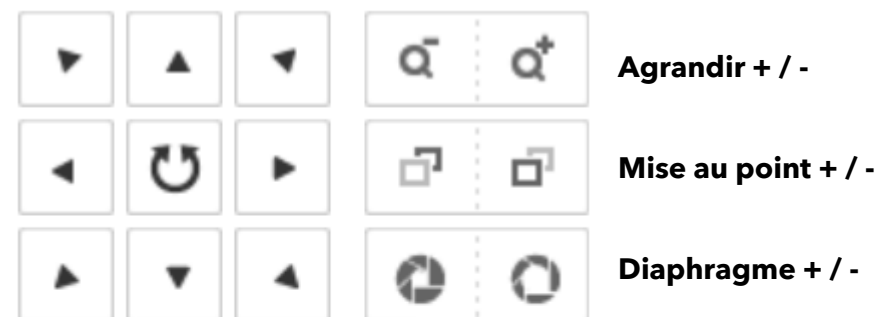 Agrandir + / -
Mise au point + / -
Diaphragme + / -